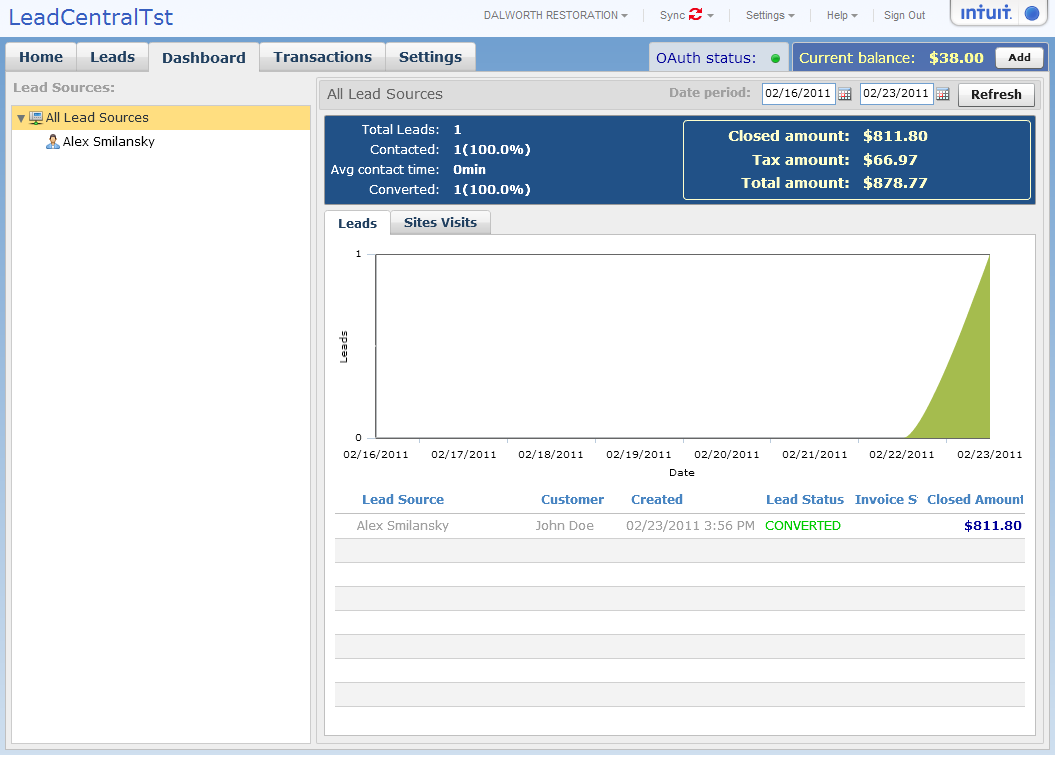 LeadCentralTst
DALWORTH RESTORATION Sync Settings Help Sign Out intuit.
Home Leads Dashboard Transactions Settings OAuth status: Current balance: $38.00 Add
Lead Sources:
All Lead Sources
Alex Smilansky
All Lead Sources Date period: 02/16/2011 02/23/2011 Refresh
Total Leads: 1
Contacted: 1(100.0%)
Avg contact time: 0min
Converted: 1(100.0%)
Closed amount: $811.80
Tax amount: $66.97
Total amount: $878.77
Leads Sites Visits
1
Leads
0
02/16/2011 02/17/2011 02/18/2011 02/19/2011 02/20/2011 02/21/2011 02/22/2011 02/23/2011
Date
Lead Source Customer Created Lead Status Invoice S Closed Amount
Alex Smilansky John Doe 02/23/2011 3:56 PM CONVERTED $811.80